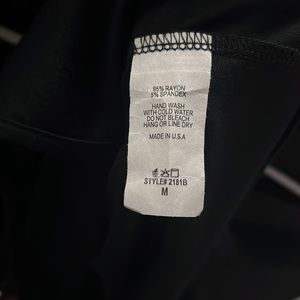 95% RAYON
5% SPANDEX
HAND WASH
WITH COLD WATER
DO NOT BLEACH
HANG OR LINE DRY
MADE IN U.S.A
STYLE# 2181B
M